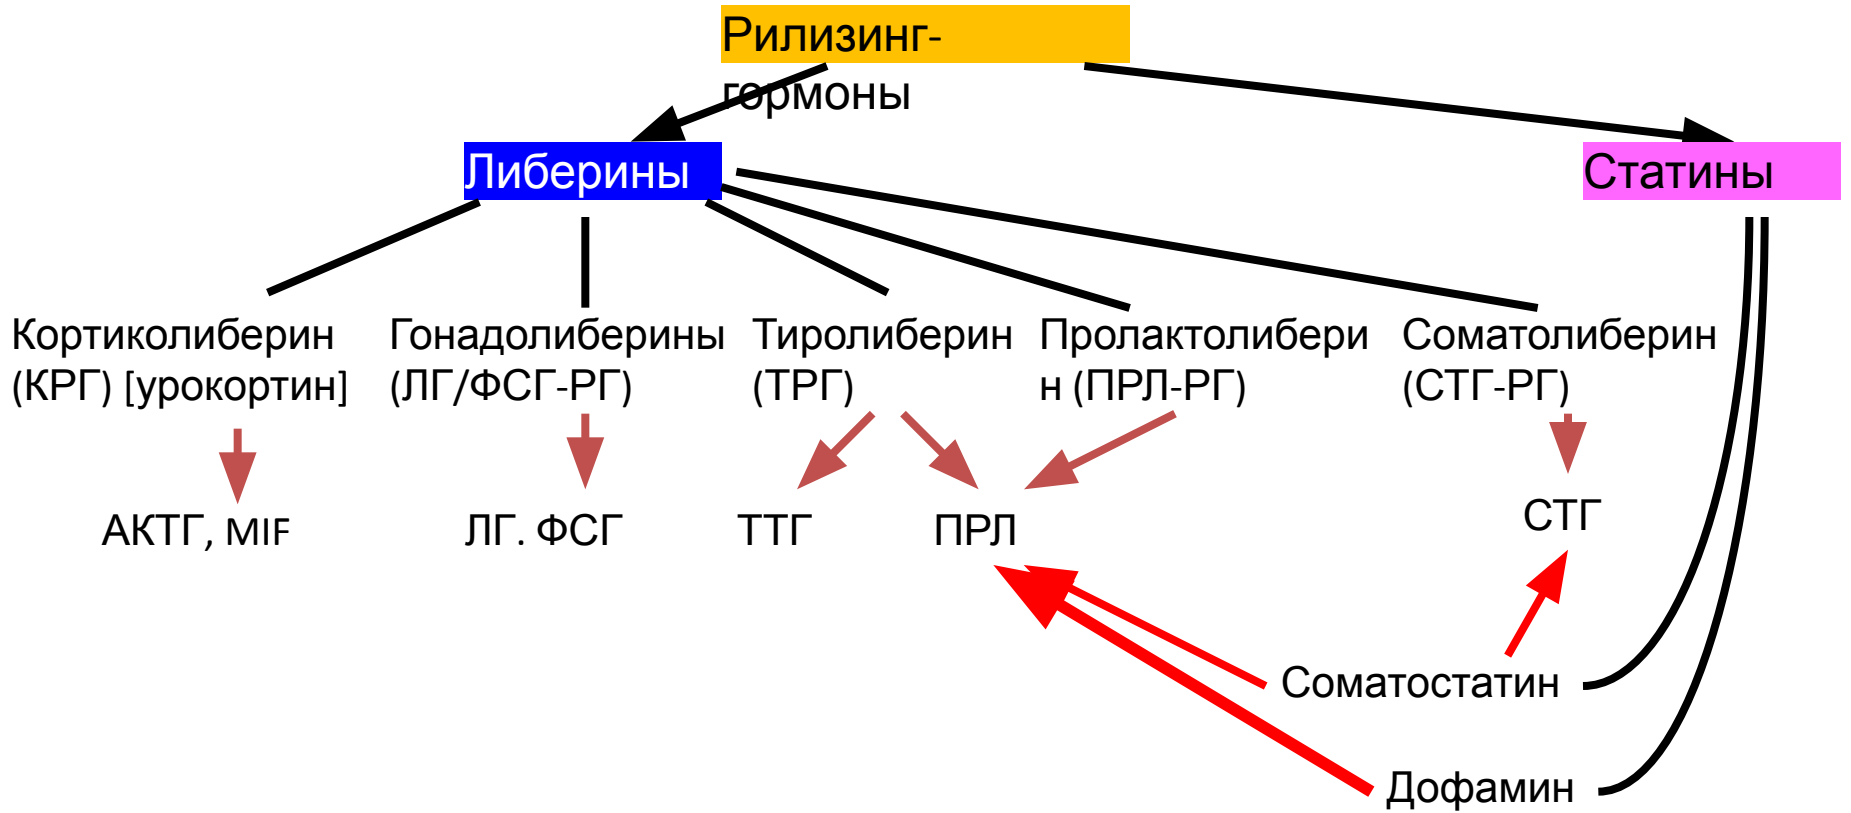 Рилизинг-
гормоны
Либерины
Статины
Кортиколиберин
(КРГ) [урокортин]
Гонадолиберины
(ЛГ/ФСГ-РГ)
Тиролиберин
(ТРГ)
Пролактолибери
н (ПРЛ-РГ)
Соматолиберин
(СТГ-РГ)
АКТГ, MIF
ЛГ. ФСГ
ТТГ
ПРЛ
СТГ
Соматостатин
Дофамин